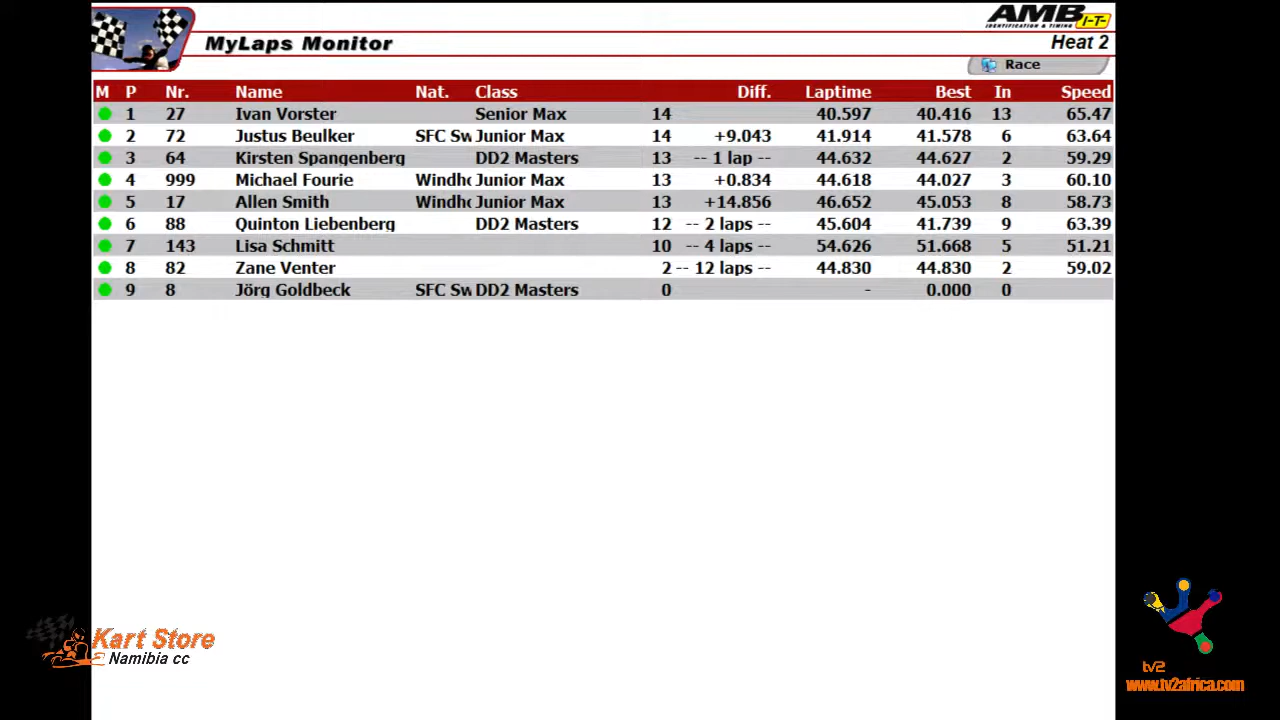 AMB I-T-
IDENTIFICATION & TIMING
MyLaps Monitor
Heat 2
Race
M P Nr. Name Nat. Class Diff. Laptime Best In Speed
1 27 Ivan Vorster Senior Max 14 40.597 40.416 13 65.47
2 72 Justus Beulker SFC Sw Junior Max 14 +9.043 41.914 41.578 6 63.64
3 64 Kirsten Spangenberg DD2 Masters 13 -- 1 lap -- 44.632 44.627 2 59.29
4 999 Michael Fourie Windho Junior Max 13 +0.834 44.618 44.027 3 60.10
5 17 Allen Smith Windho Junior Max 13 +14.856 46.652 45.053 8 58.73
6 88 Quinton Liebenberg DD2 Masters 12 -- 2 laps -- 45.604 41.739 9 63.39
7 143 Lisa Schmitt 10 -- 4 laps -- 54.626 51.668 5 51.21
8 82 Zane Venter 2 -- 12 laps -- 44.830 44.830 2 59.02
9 8 Jörg Goldbeck SFC Sw DD2 Masters 0 - 0.000 0
Kart Store
Namibia cc
tv2
www.tv2africa.com